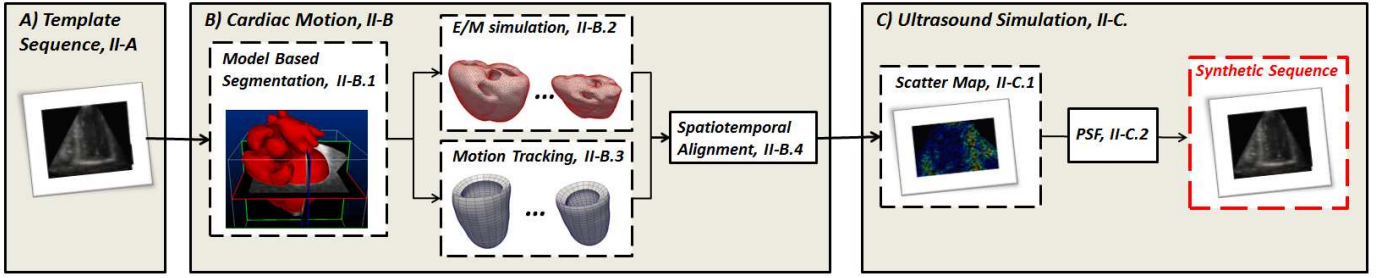 A) Template
Sequence, II-A
B) Cardiac Motion, II-B
Model Based
Segmentation, II-B.1
E/M simulation, II-B.2
...
Motion Tracking, II-B.3
...
Spatiotemporal
Alignment, II-B.4
C) Ultrasound Simulation, II-C.
Scatter Map, II-C.1
PSF, II-C.2
Synthetic Sequence